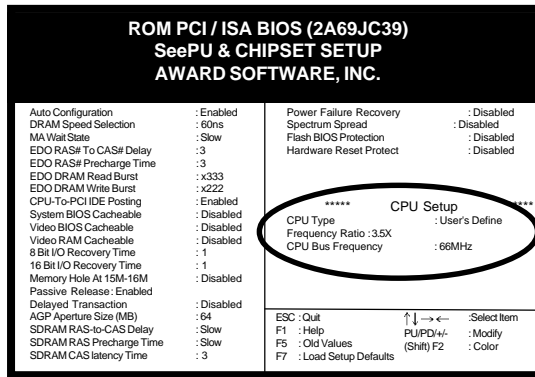 ROM PCI / ISA BIOS (2A69JC39)
SeePU & CHIPSET SETUP
AWARD SOFTWARE, INC.
Auto Configuration : Enabled
DRAM Speed Selection : 60ns
MA Wait State : Slow
EDO RAS# To CAS# Delay : 3
EDO RAS# Precharge Time : 3
EDO DRAM Read Burst : x333
EDO DRAM Write Burst : x222
CPU-To-PCI IDE Posting : Enabled
System BIOS Cacheable : Disabled
Video BIOS Cacheable : Disabled
Video RAM Cacheable : Disabled
8 Bit I/O Recovery Time : 1
16 Bit I/O Recovery Time : 1
Memory Hole At 15M-16M : Disabled
Passive Release : Enabled
Delayed Transaction : Disabled
AGP Aperture Size (MB) : 64
SDRAM RAS-to-CAS Delay : Slow
SDRAM RAS Precharge Time : Slow
SDRAM CAS latency Time : 3
Power Failure Recovery : Disabled
Spectrum Spread : Disabled
Flash BIOS Protection : Disabled
Hardware Reset Protect : Disabled
***** CPU Setup ****
CPU Type : User's Define
Frequency Ratio : 3.5X
CPU Bus Frequency : 66MHz
ESC : Quit ↑↓→← :Select Item
F1 : Help PU/PD/+/- : Modify
F5 : Old Values (Shift) F2 : Color
F7 : Load Setup Defaults